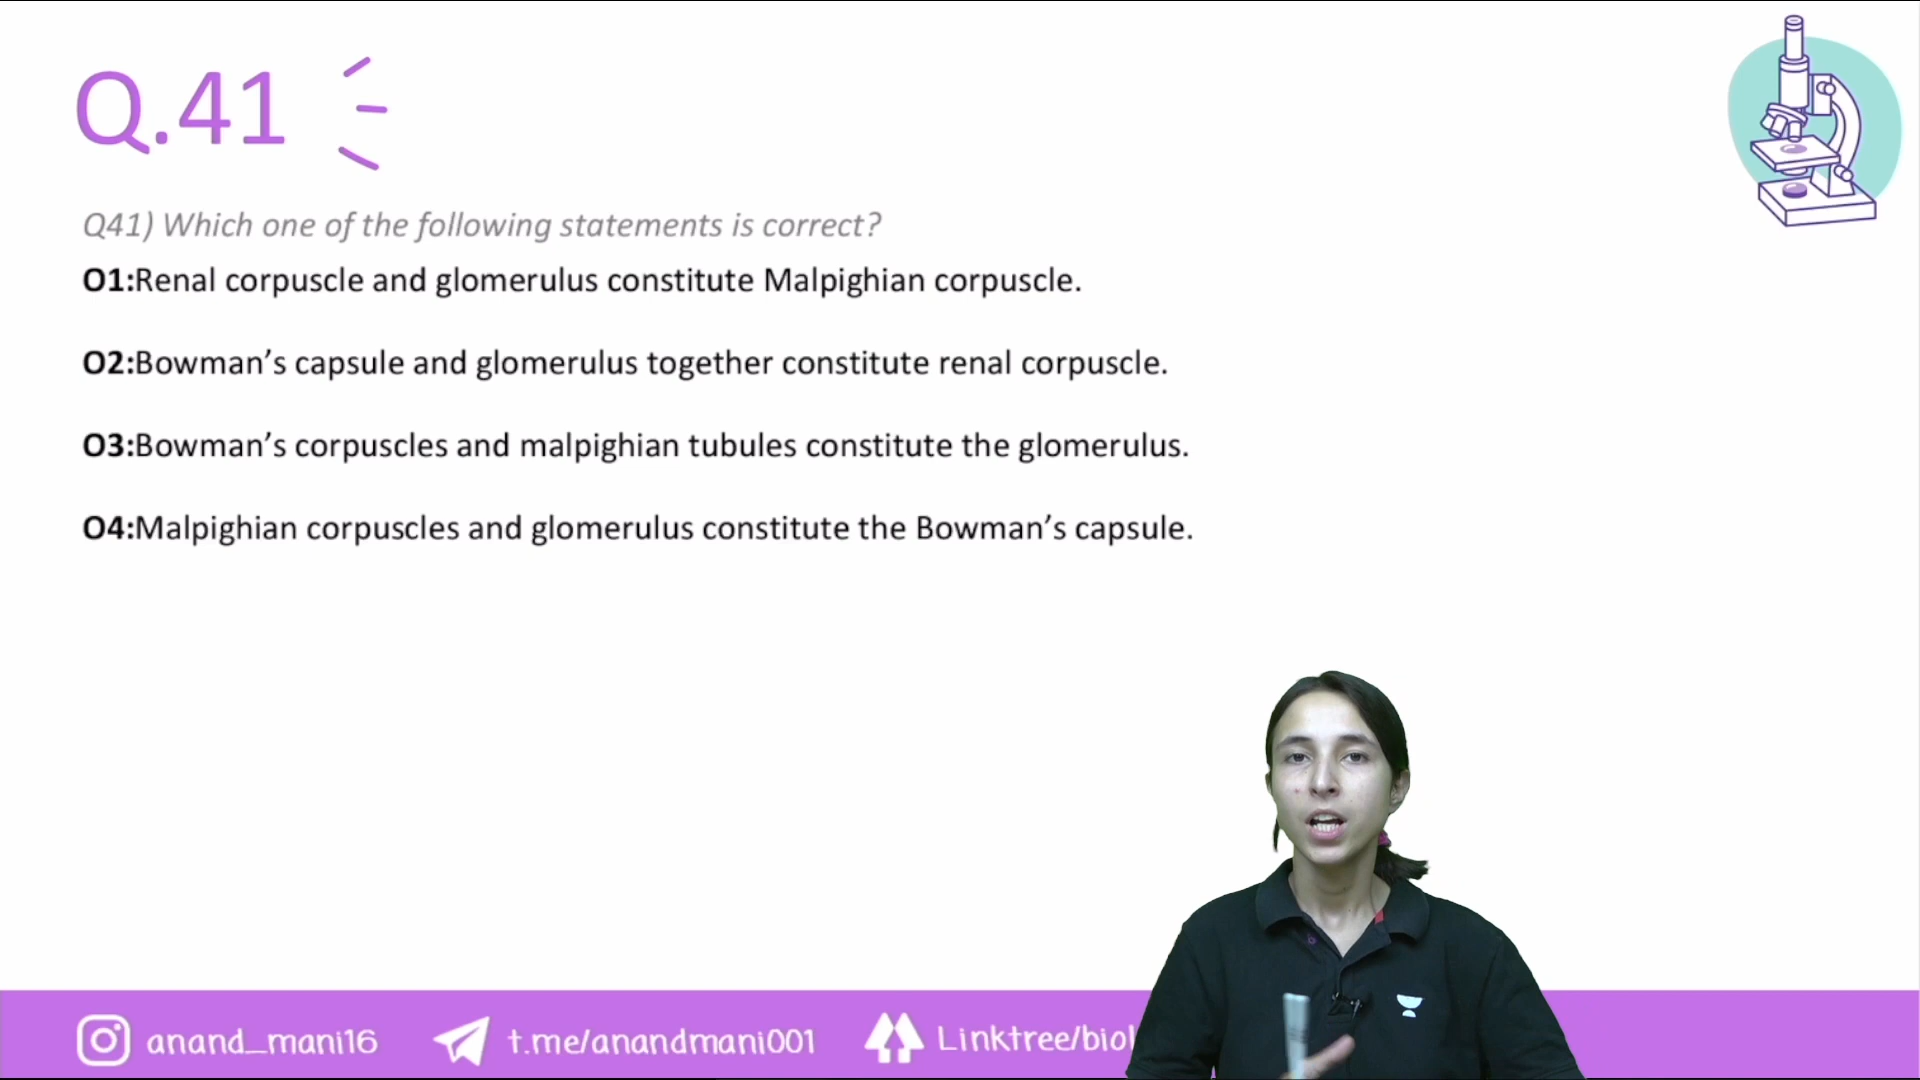 Q.41
Q41) Which one of the following statements is correct?
O1:Renal corpuscle and glomerulus constitute Malpighian corpuscle.
O2:Bowman’s capsule and glomerulus together constitute renal corpuscle.
O3:Bowman’s corpuscles and malpighian tubules constitute the glomerulus.
O4:Malpighian corpuscles and glomerulus constitute the Bowman’s capsule.
anand_mani16 t.me/anandmani001 Linktree/biol